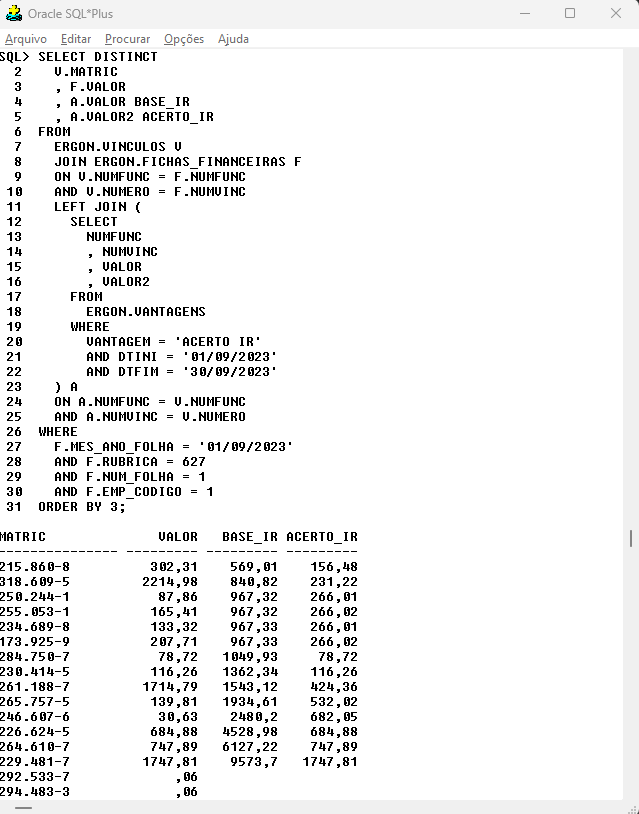 Oracle SQL*Plus
Arquivo Editar Procurar Opções Ajuda
SQL> SELECT DISTINCT
2 V.MATRIC
3 , F.VALOR
4 , A.VALOR BASE_IR
5 , A.VALOR2 ACERTO_IR
6 FROM
7 ERGON.VINCULOS V
8 JOIN ERGON.FICHAS_FINANCEIRAS F
9 ON V.NUMFUNC = F.NUMFUNC
10 AND V.NUMERO = F.NUMVINC
11 LEFT JOIN (
12 SELECT
13 NUMFUNC
14 , NUMVINC
15 , VALOR
16 , VALOR2
17 FROM
18 ERGON.VANTAGENS
19 WHERE
20 VANTAGEM = 'ACERTO IR'
21 AND DTINI = '01/09/2023'
22 AND DTFIM = '30/09/2023'
23 ) A
24 ON A.NUMFUNC = V.NUMFUNC
25 AND A.NUMVINC = V.NUMERO
26 WHERE
27 F.MES_ANO_FOLHA = '01/09/2023'
28 AND F.RUBRICA = 627
29 AND F.NUM_FOLHA = 1
30 AND F.EMP_CODIGO = 1
31 ORDER BY 3;
MATRIC VALOR BASE_IR ACERTO_IR
--------------- --------- --------- ---------
215.860-8 302,31 569,01 156,48
318.609-5 2214,98 840,82 231,22
250.244-1 87,86 967,32 266,01
255.053-1 165,41 967,32 266,02
234.689-8 133,32 967,33 266,01
173.925-9 207,71 967,33 266,02
284.750-7 78,72 1049,93 78,72
230.414-5 116,26 1362,34 116,26
261.188-7 1714,79 1543,12 424,36
265.757-5 139,81 1934,61 532,02
246.607-6 30,63 2480,2 682,05
226.624-5 684,88 4528,98 684,88
264.610-7 747,89 6127,22 747,89
229.481-7 1747,81 9573,7 1747,81
292.533-7 ,06
294.483-3 ,06